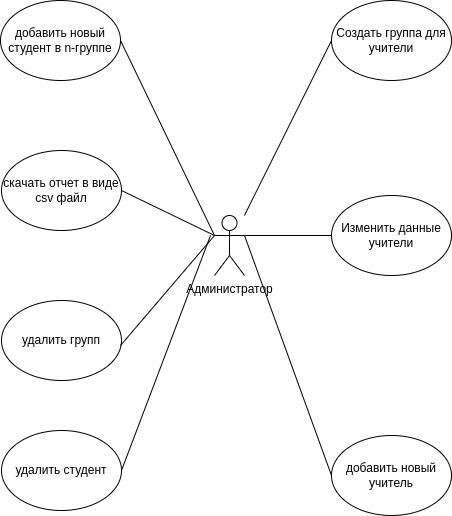 добавить новый
студент в n-группе
Создать группа для
учители
скачать отчет в виде
csv файл
Изменить данные
учители
Администратор
удалить групп
удалить студент
добавить новый
учитель